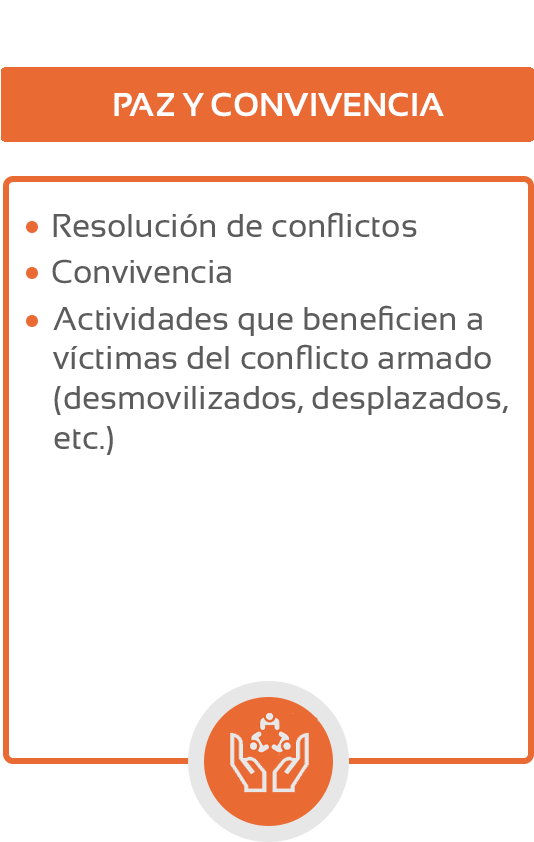 PAZ Y CONVIVENCIA
• Resolución de conflictos
• Convivencia
• Actividades que beneficien a
víctimas del conflicto armado
(desmovilizados, desplazados,
etc.)